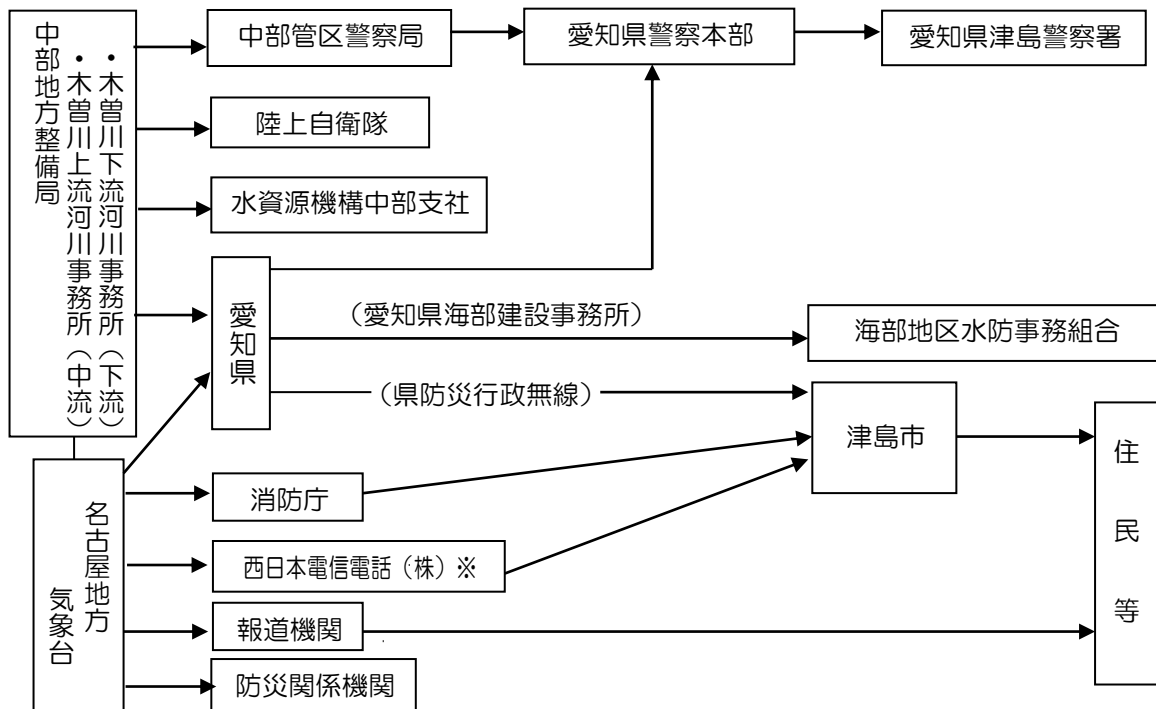 中部地方整備局
・木曽川上流河川事務所（中流）
・木曽川下流河川事務所（下流）
中部管区警察局
愛知県警察本部
愛知県津島警察署
陸上自衛隊
水資源機構中部支社
愛知県
（愛知県海部建設事務所）
海部地区水防事務組合
（県防災行政無線）
津島市
住民等
名古屋地方
気象台
消防庁
西日本電信電話（株）※
報道機関
防災関係機関